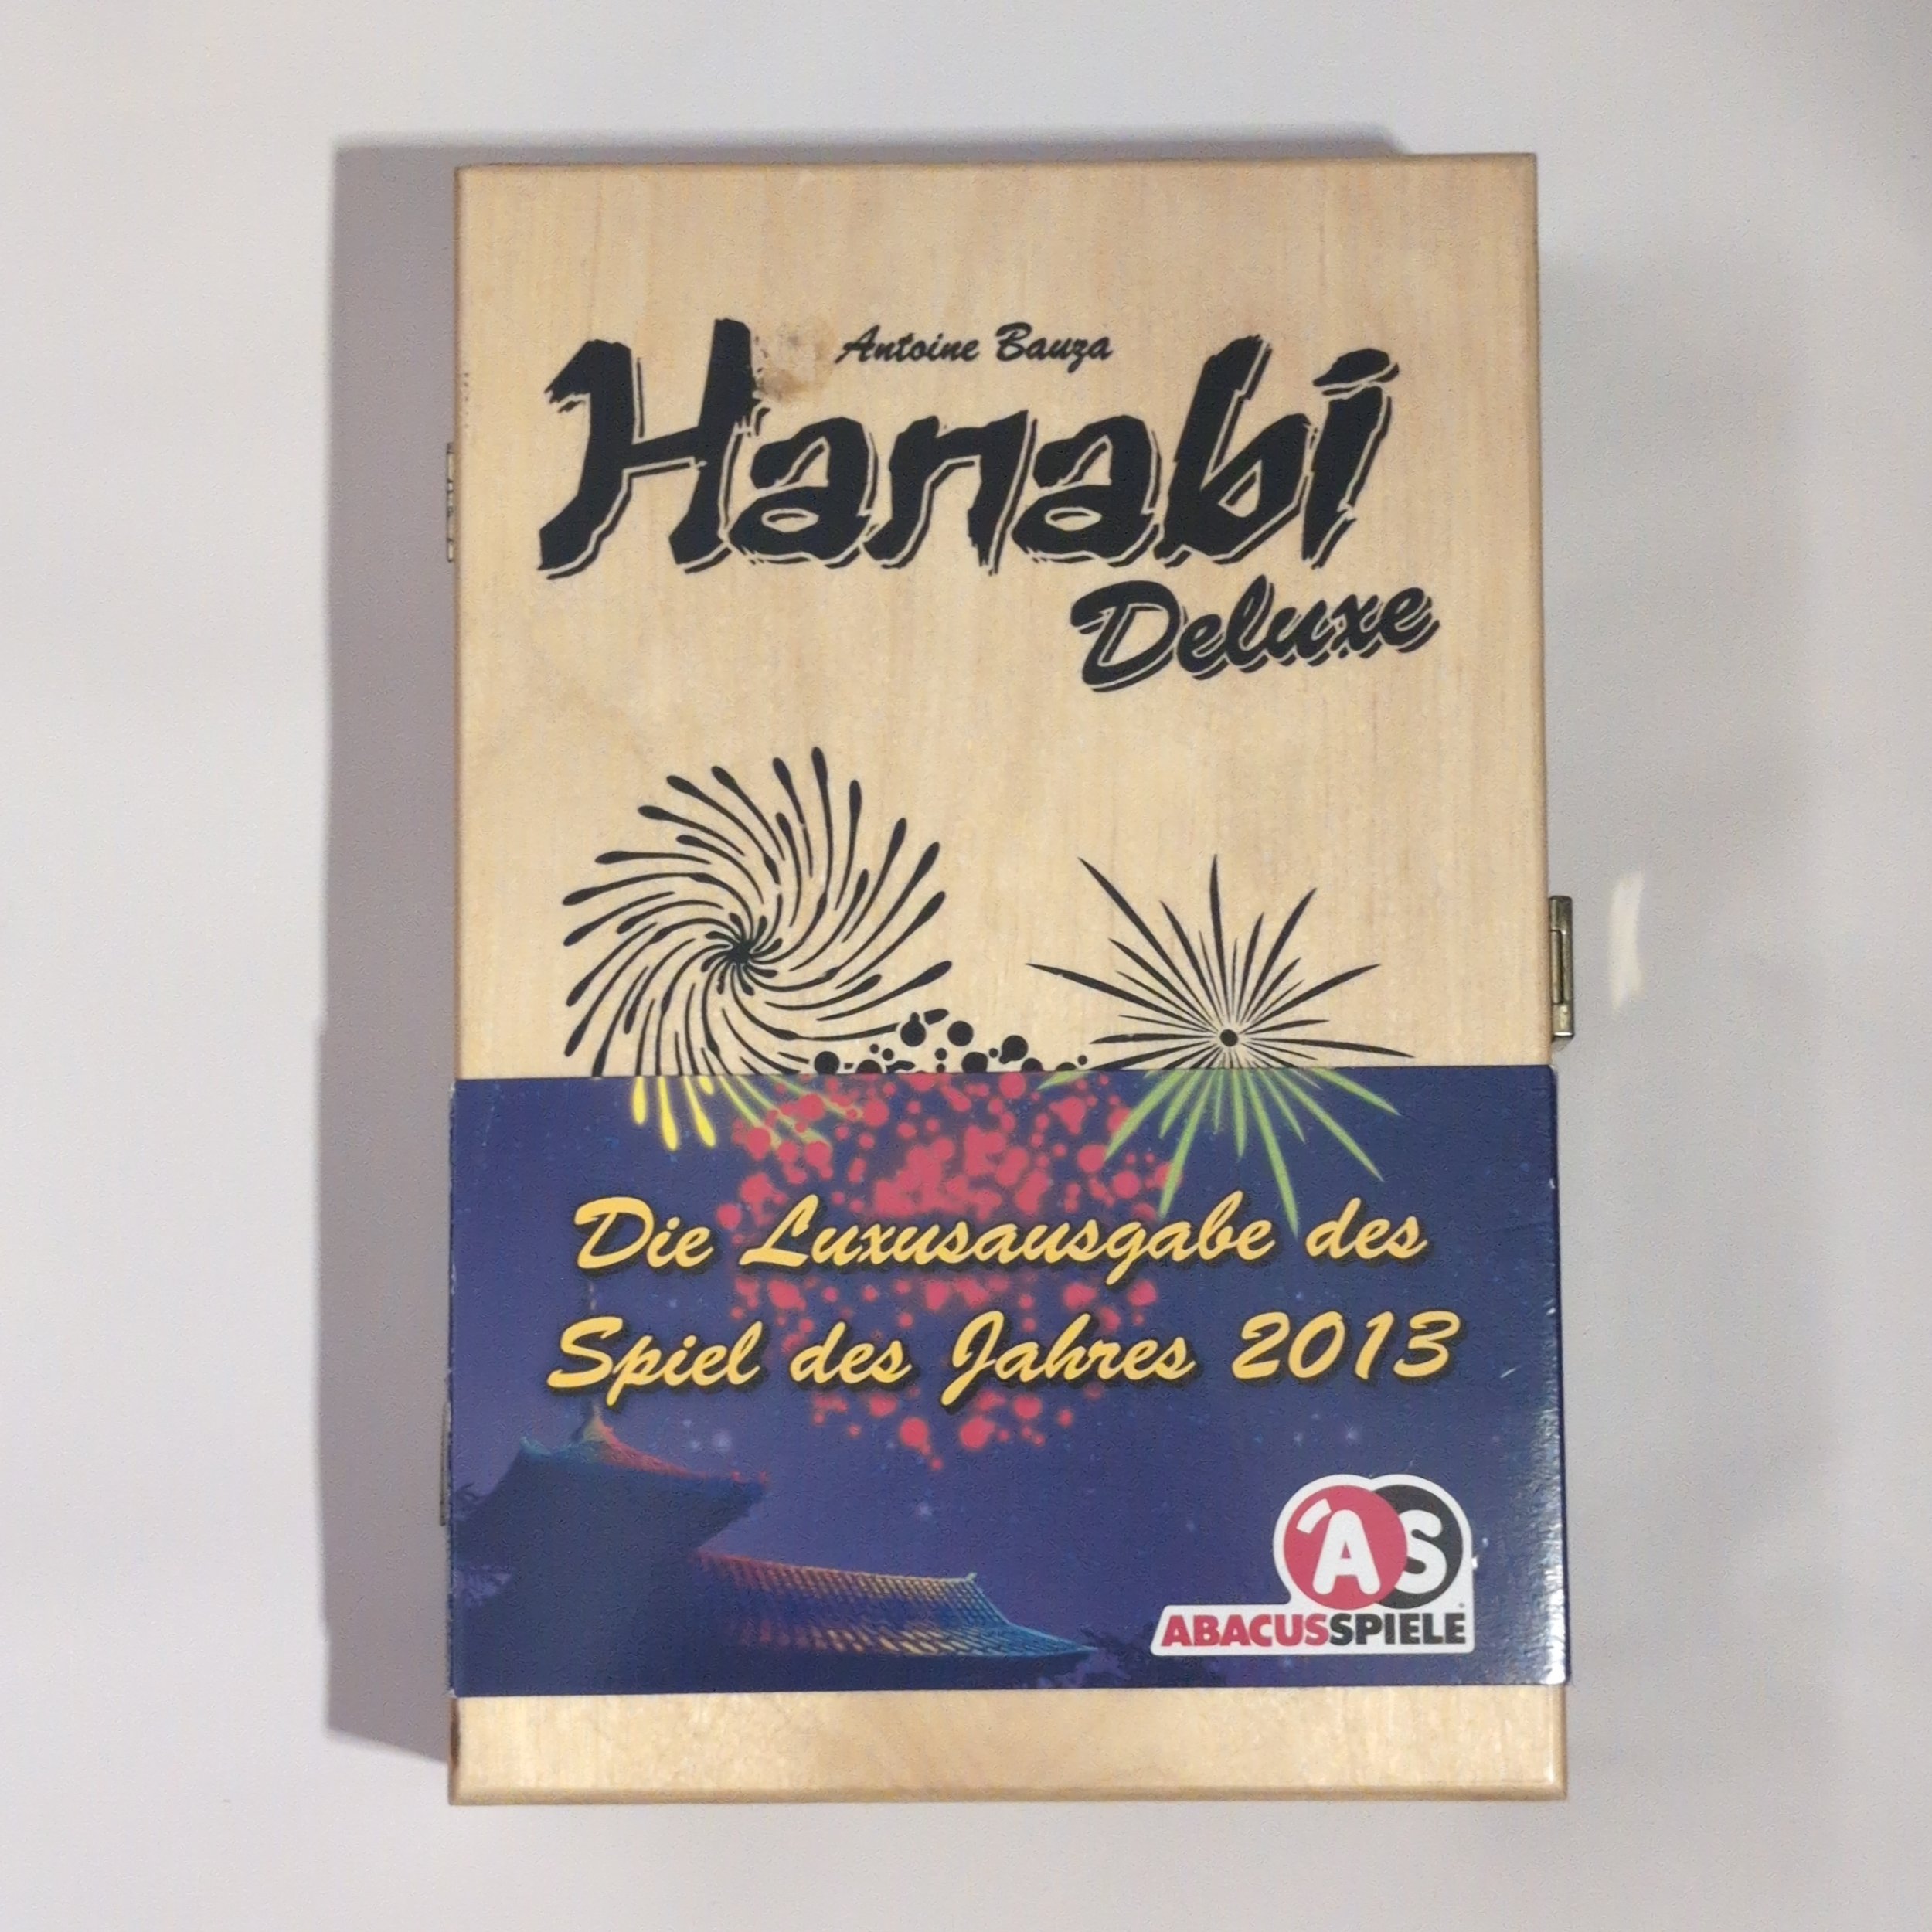 Antoine Bauza
Hanabi
Deluxe
Die Luxusausgabe des
Spiel des Jahres 2013
AS
ABACUSSPIELE